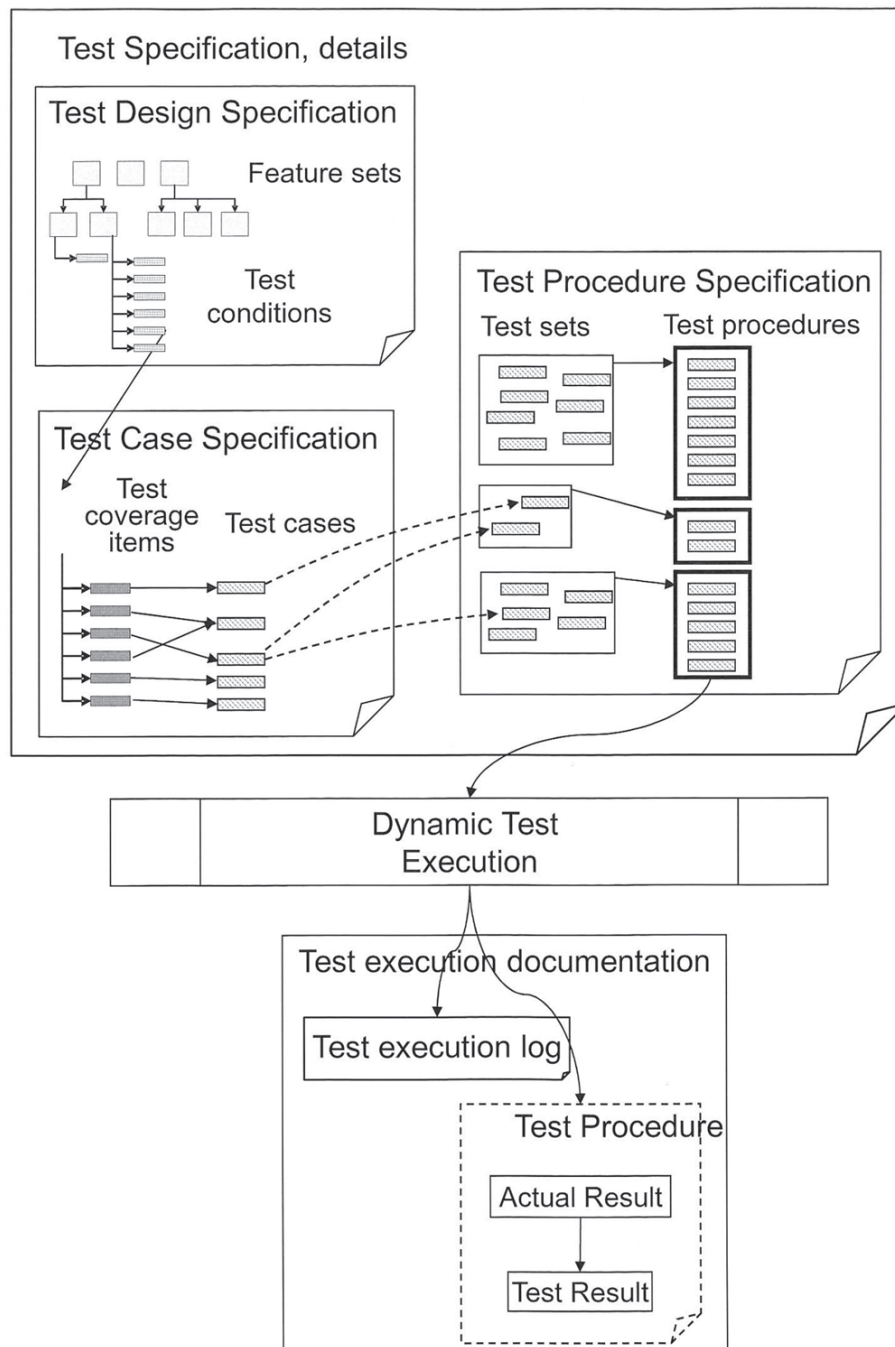 Test Specification, details
Test Design Specification
Feature sets
Test
conditions
Test Procedure Specification
Test sets
Test procedures
Test Case Specification
Test
coverage
items
Test cases
Dynamic Test
Execution
Test execution documentation
Test execution log
Test Procedure
Actual Result
Test Result